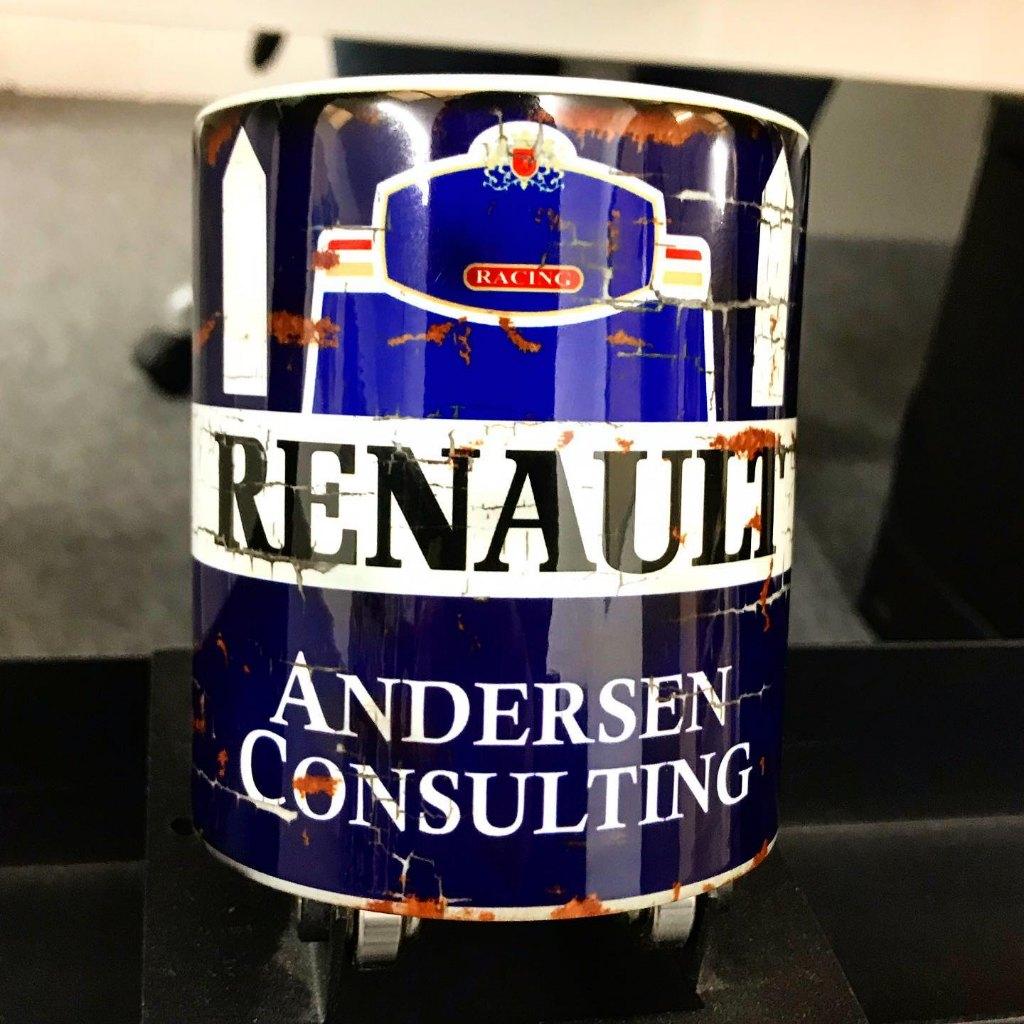 RACING
RENAULT
ANDERSEN
CONSULTING